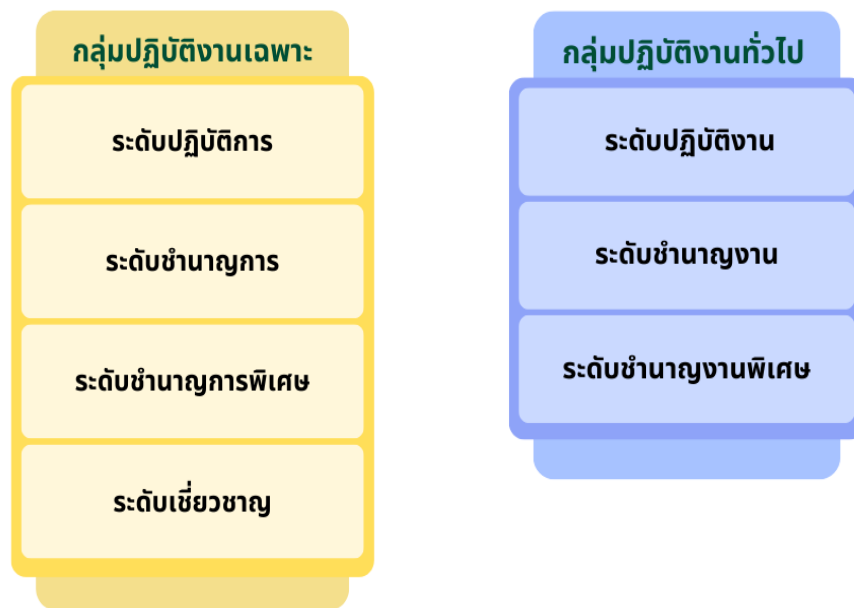 กลุ่มปฏิบัติงานเฉพาะ
ระดับปฏิบัติการ
ระดับชำนาญการ
ระดับชำนาญการพิเศษ
ระดับเชี่ยวชาญ
กลุ่มปฏิบัติงานทั่วไป
ระดับปฏิบัติงาน
ระดับชำนาญงาน
ระดับชำนาญงานพิเศษ